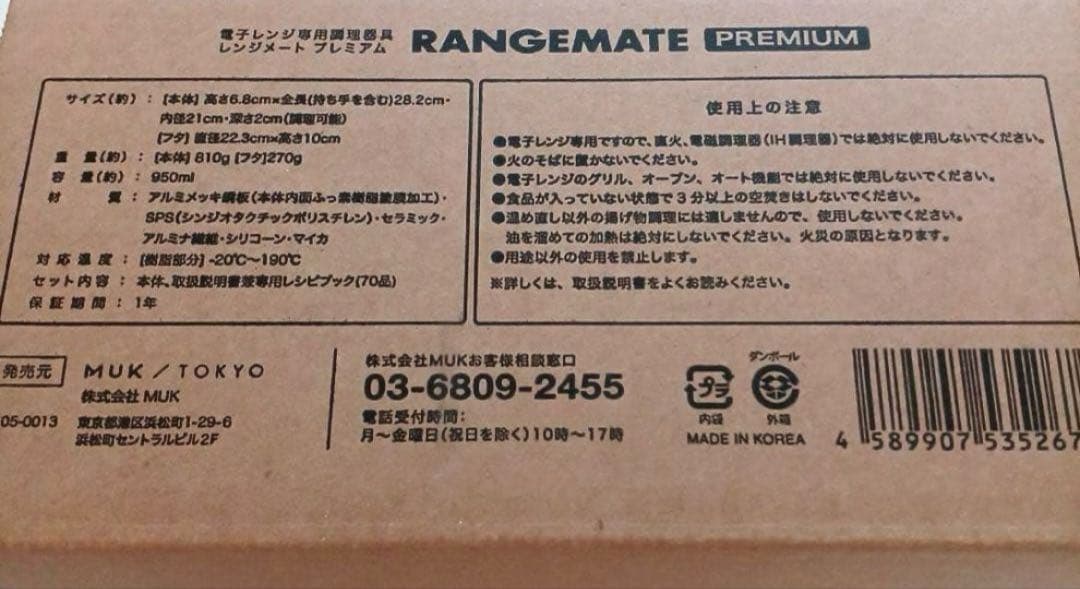 電子レンジ専用調理器具
レンジメート プレミアム
RANGEMATE PREMIUM
サイズ(約): [本体] 高さ6.8cm×全長(持ち手を含む)28.2cm・
内径21cm・深さ2cm(調理可能)
[フタ] 直径22.3cm×高さ10cm
重量(約): [本体] 810g [フタ] 270g
容量(約): 950ml
材質: アルミメッキ鋼板(本体内面ふっ素樹脂塗膜加工)・
SPS(シンジオタクチックポリスチレン)・セラミック・
アルミナ繊維・シリコーン・マイカ
対応温度: [樹脂部分] -20℃〜190℃
セット内容: 本体、取扱説明書兼専用レシピブック(70品)
保証期間: 1年
使用上の注意
●電子レンジ専用ですので、直火、電磁調理器(IH調理器)では絶対に使用しないでください。
●火のそばに置かないでください。
●電子レンジのグリル、オーブン、オート機能では絶対に使用しないでください。
●食品が入っていない状態で3分以上の空焚きはしないでください。
●温め直し以外の揚げ物調理には適しませんので、使用しないでください。
油を溜めての加熱は絶対にしないでください。火災の原因となります。
●用途以外の使用を禁止します。
※詳しくは、取扱説明書をよくお読みください。
発売元
MUK / TOKYO
株式会社 MUK
05-0013 東京都港区浜松町1-29-6
浜松町セントラルビル2F
株式会社MUKお客様相談窓口
03-6809-2455
電話受付時間:
月〜金曜日(祝日を除く)10時〜17時
プラ
内袋
ダンボール
外箱
MADE IN KOREA
4 589907 535267